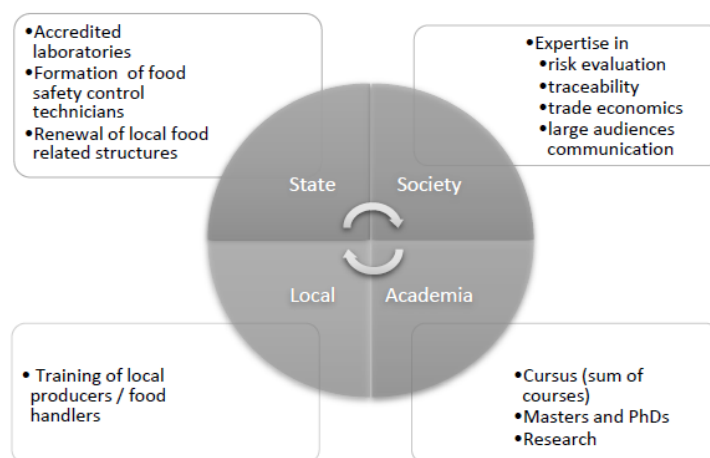 •Accredited
laboratories
•Formation of food
safety control
technicians
•Renewal of local food
related structures
•Expertise in
•risk evaluation
•traceability
•trade economics
•large audiences
communication
State
Society
Local
Academia
• Training of local
producers / food
handlers
•Cursus (sum of
courses)
•Masters and PhDs
•Research